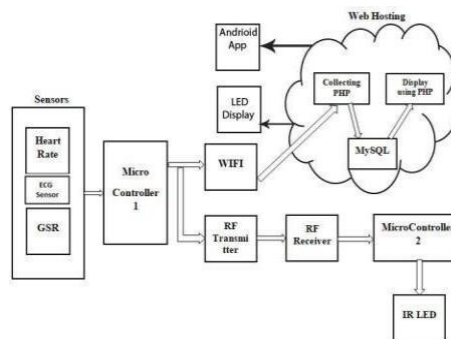 Web Hosting
Andrioid
App
Collecting
PHP
Display
using PHP
LED
Display
MySQL
Sensors
Heart
Rate
ECG
Sensor
GSR
Micro
Controller
1
WIFI
RF
Transmi
tter
RF
Receiver
MicroControlle
2
IR LED